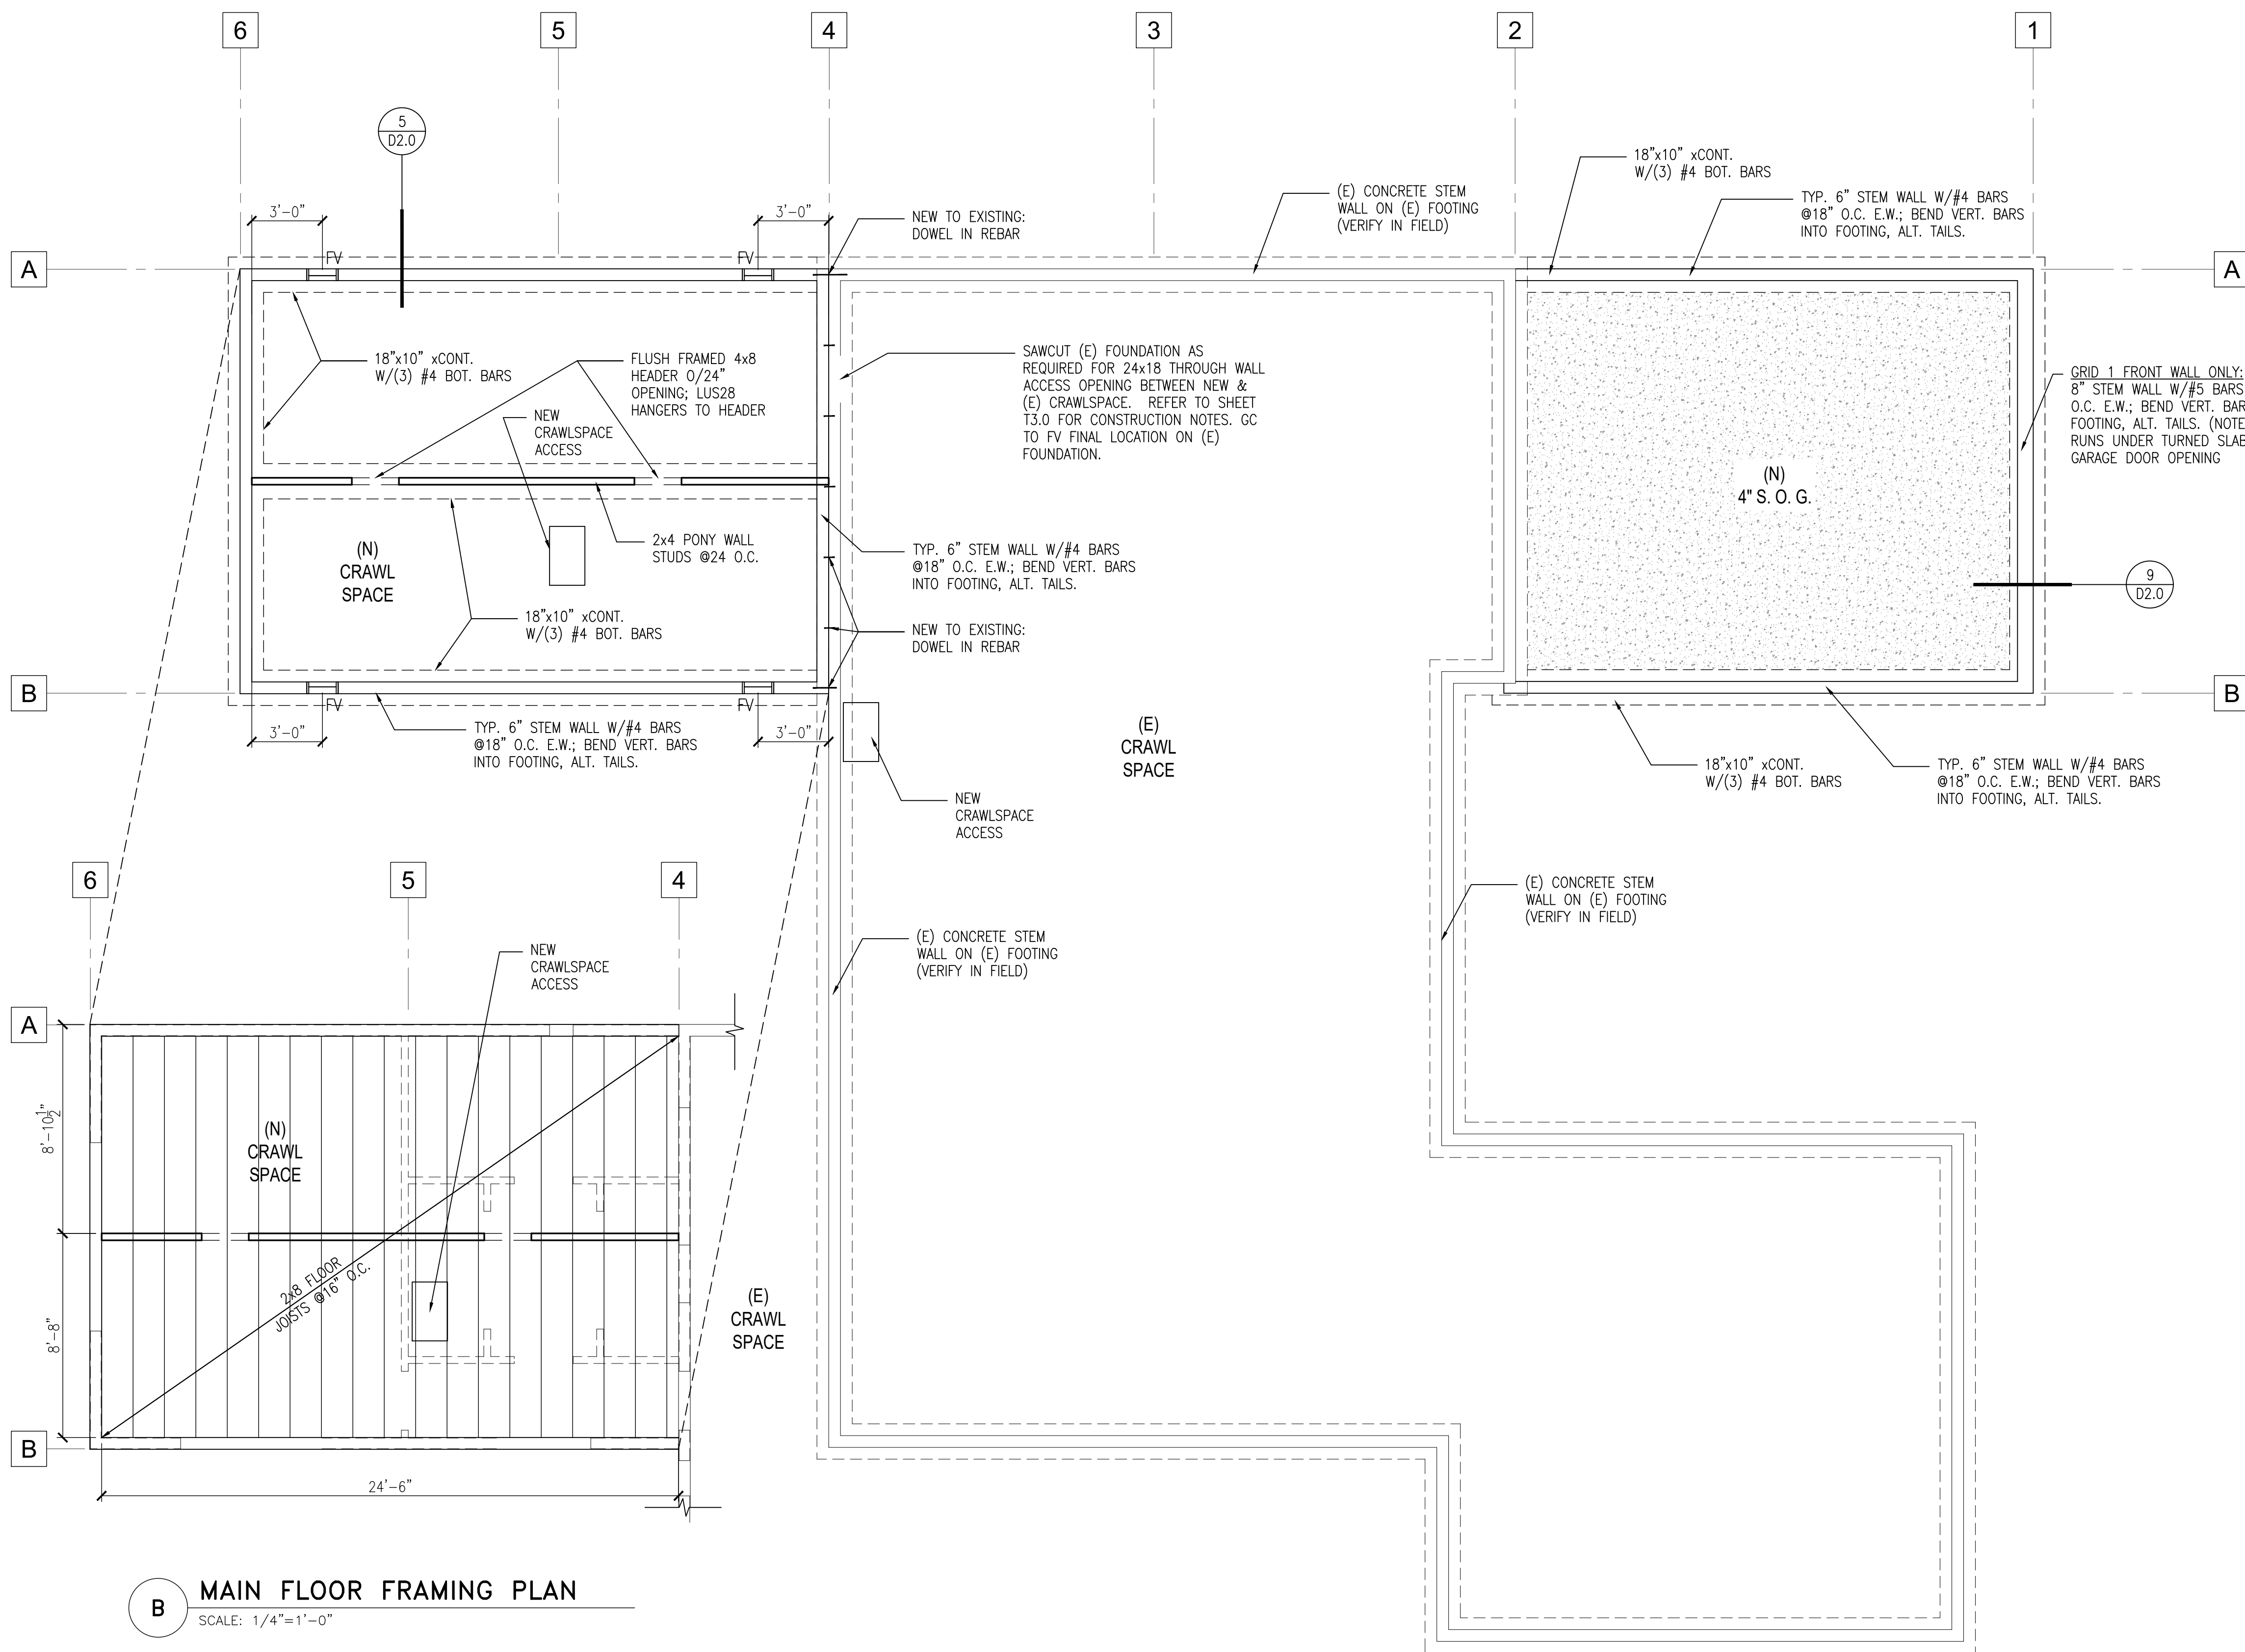 6
5
4
3
2
1
5
D2.0
3'-0"
3'-0"
NEW TO EXISTING:
DOWEL IN REBAR
(E) CONCRETE STEM
WALL ON (E) FOOTING
(VERIFY IN FIELD)
18"x10" xCONT.
W/(3) #4 BOT. BARS
TYP. 6" STEM WALL W/#4 BARS
@18" O.C. E.W.; BEND VERT. BARS
INTO FOOTING, ALT. TAILS.
A
FV
FV
A
18"x10" xCONT.
W/(3) #4 BOT. BARS
FLUSH FRAMED 4x8
HEADER O/24"
OPENING; LUS28
HANGERS TO HEADER
NEW
CRAWLSPACE
ACCESS
SAWCUT (E) FOUNDATION AS
REQUIRED FOR 24x18 THROUGH WALL
ACCESS OPENING BETWEEN NEW &
(E) CRAWLSPACE. REFER TO SHEET
T3.0 FOR CONSTRUCTION NOTES. GC
TO FV FINAL LOCATION ON (E)
FOUNDATION.
GRID 1 FRONT WALL ONLY:
8" STEM WALL W/#5 BARS
O.C. E.W.; BEND VERT. BAR
FOOTING, ALT. TAILS. (NOTE
RUNS UNDER TURNED SLAB
GARAGE DOOR OPENING
(N)
4" S. O. G.
2x4 PONY WALL
STUDS @24 O.C.
(N)
CRAWL
SPACE
TYP. 6" STEM WALL W/#4 BARS
@18" O.C. E.W.; BEND VERT. BARS
INTO FOOTING, ALT. TAILS.
9
D2.0
18"x10" xCONT.
W/(3) #4 BOT. BARS
NEW TO EXISTING:
DOWEL IN REBAR
B
FV
FV
B
3'-0"
3'-0"
TYP. 6" STEM WALL W/#4 BARS
@18" O.C. E.W.; BEND VERT. BARS
INTO FOOTING, ALT. TAILS.
(E)
CRAWL
SPACE
18"x10" xCONT.
W/(3) #4 BOT. BARS
TYP. 6" STEM WALL W/#4 BARS
@18" O.C. E.W.; BEND VERT. BARS
INTO FOOTING, ALT. TAILS.
NEW
CRAWLSPACE
ACCESS
6
5
4
(E) CONCRETE STEM
WALL ON (E) FOOTING
(VERIFY IN FIELD)
NEW
CRAWLSPACE
ACCESS
(E) CONCRETE STEM
WALL ON (E) FOOTING
(VERIFY IN FIELD)
A
8'-10 1/2"
(N)
CRAWL
SPACE
2x8 FLOOR
JOISTS @16" O.C.
8'-8"
(E)
CRAWL
SPACE
B
24'-6"
B
MAIN FLOOR FRAMING PLAN
SCALE: 1/4"=1'-0"